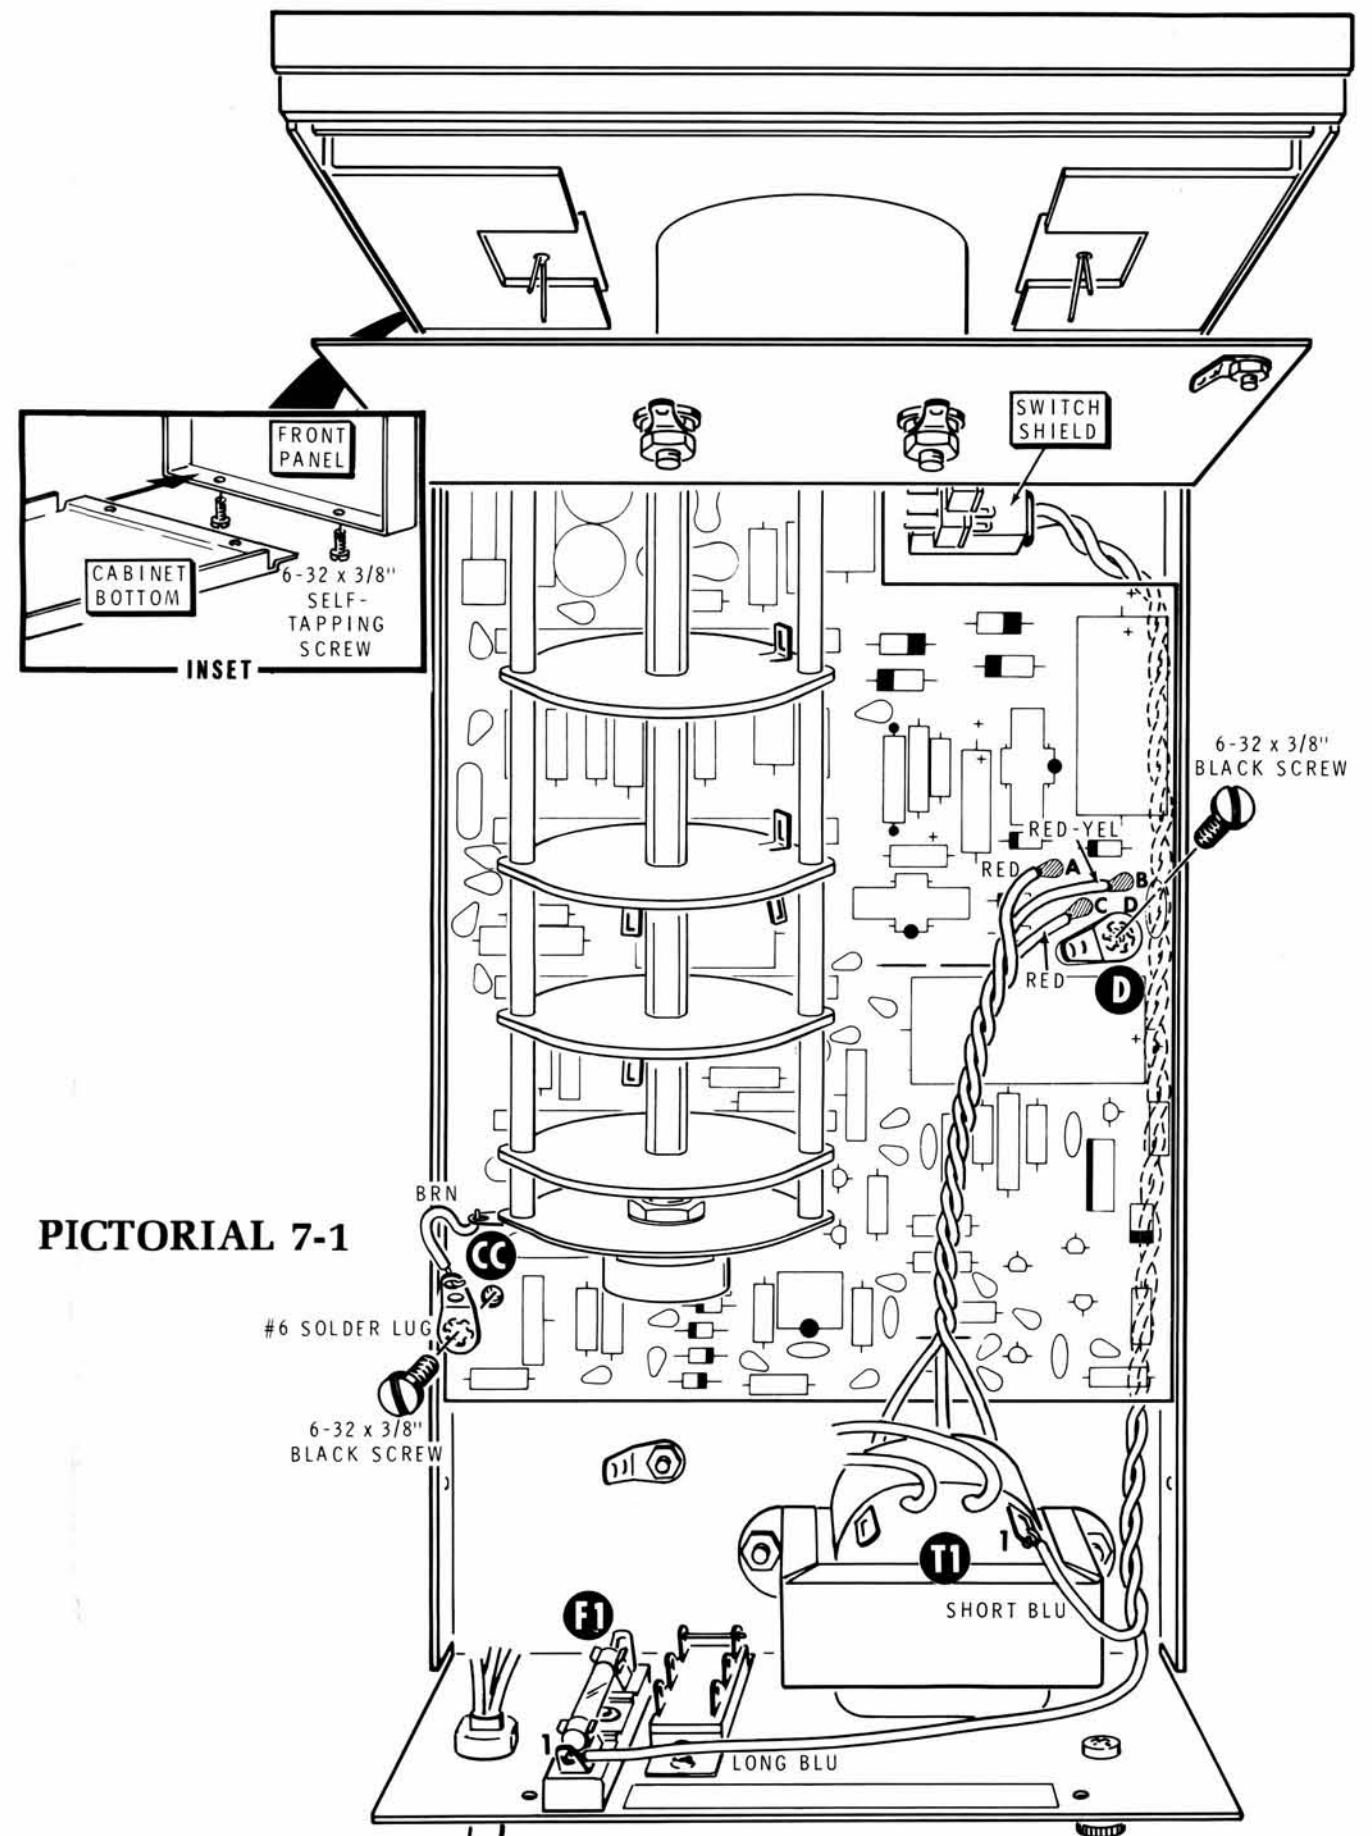 SWITCH
SHIELD
FRONT
PANEL
CABINET
BOTTOM
6-32 x 3/8"
SELF-
TAPPING
SCREW
INSET
6-32 x 3/8"
BLACK SCREW
RED-YEL
RED
A
B
C D
RED
D
BRN
CC
PICTORIAL 7-1
#6 SOLDER LUG
6-32 x 3/8"
BLACK SCREW
1
T1
SHORT BLU
F1
1
LONG BLU